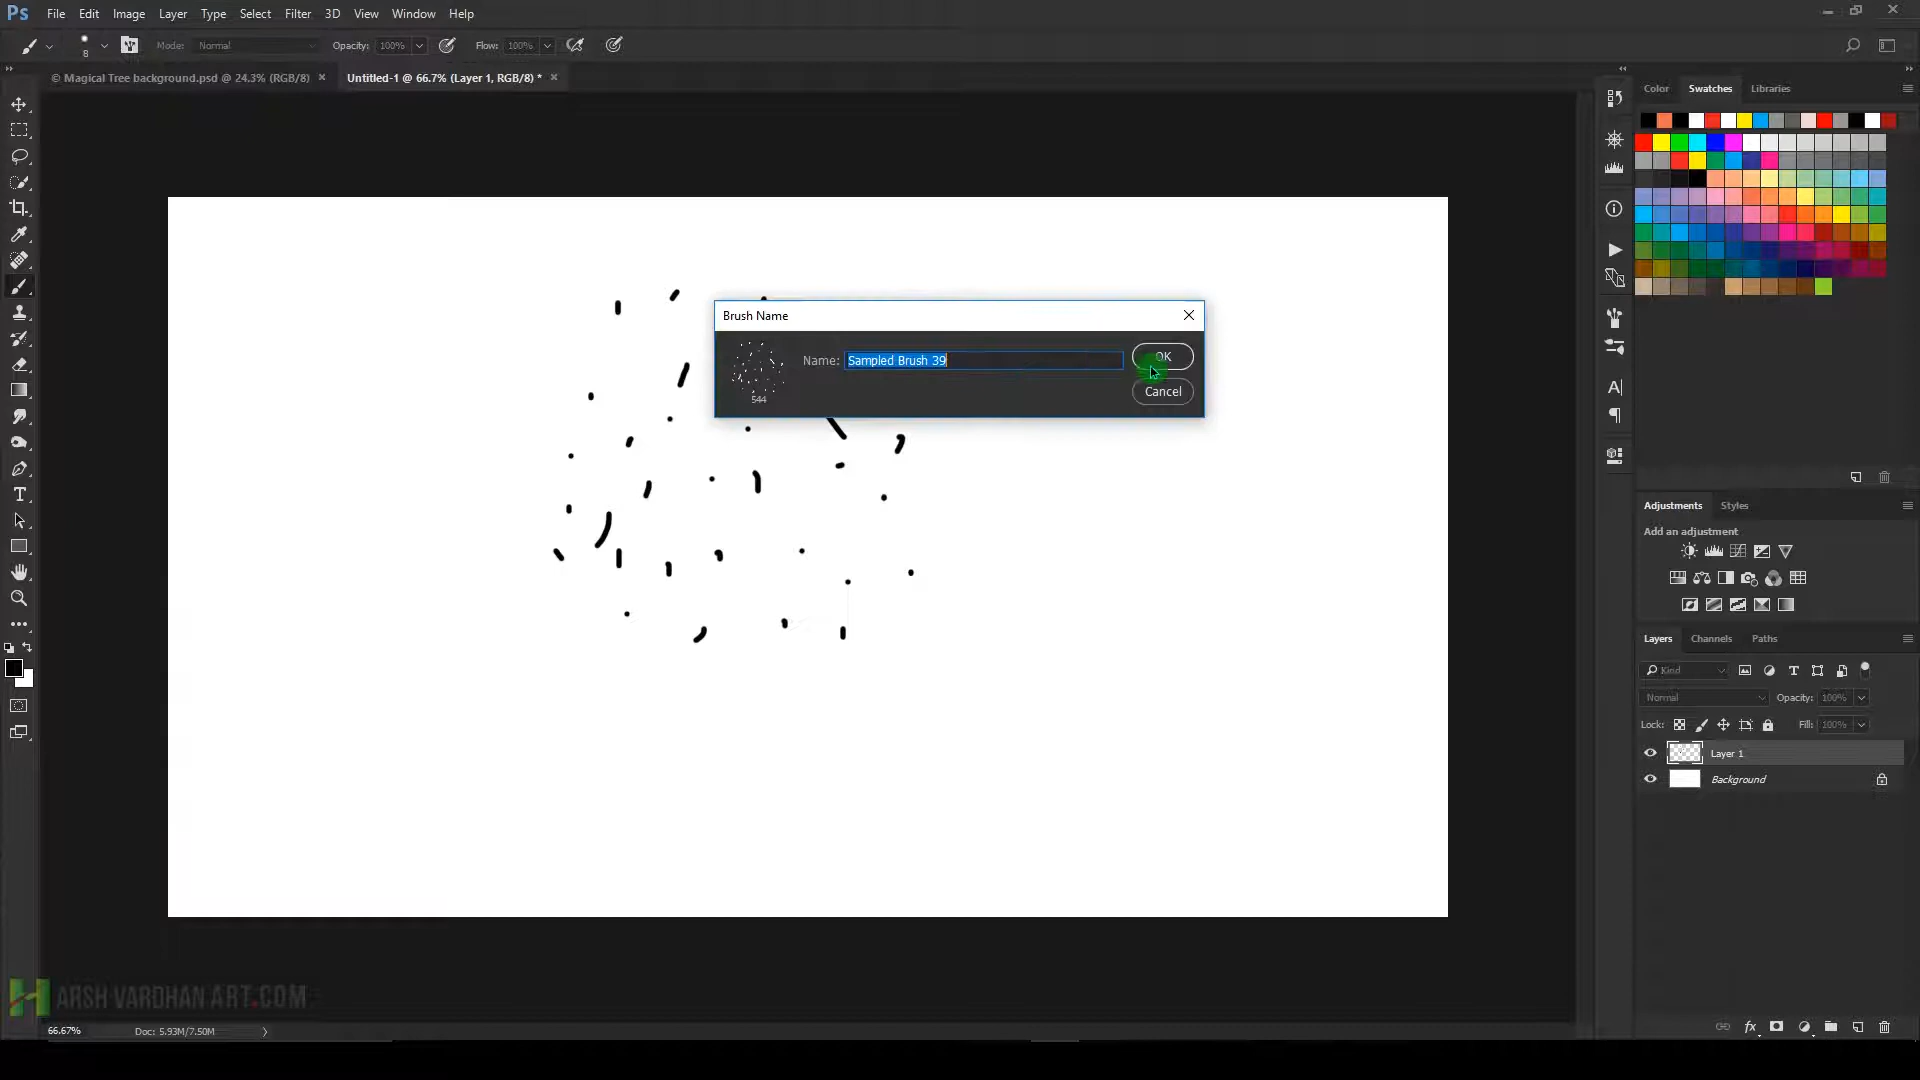 Ps File Edit Image Layer Type Select Filter 3D View Window Help
8 Mode: Normal Opacity: 100% Flow: 100%
© Magical Tree background.psd @ 24.3% (RGB/8) × Untitled-1 @ 66.7% (Layer 1, RGB/8) * ×
Color Swatches Libraries
Brush Name
Name: Sampled Brush 39 OK
544 Cancel
Adjustments Styles
Add an adjustment
Layers Channels Paths
Kind
Normal Opacity: 100%
Lock: Fill: 100%
Layer 1
Background
ARSH VARDHAN ART.COM
66.67% Doc: 5.93M/7.50M